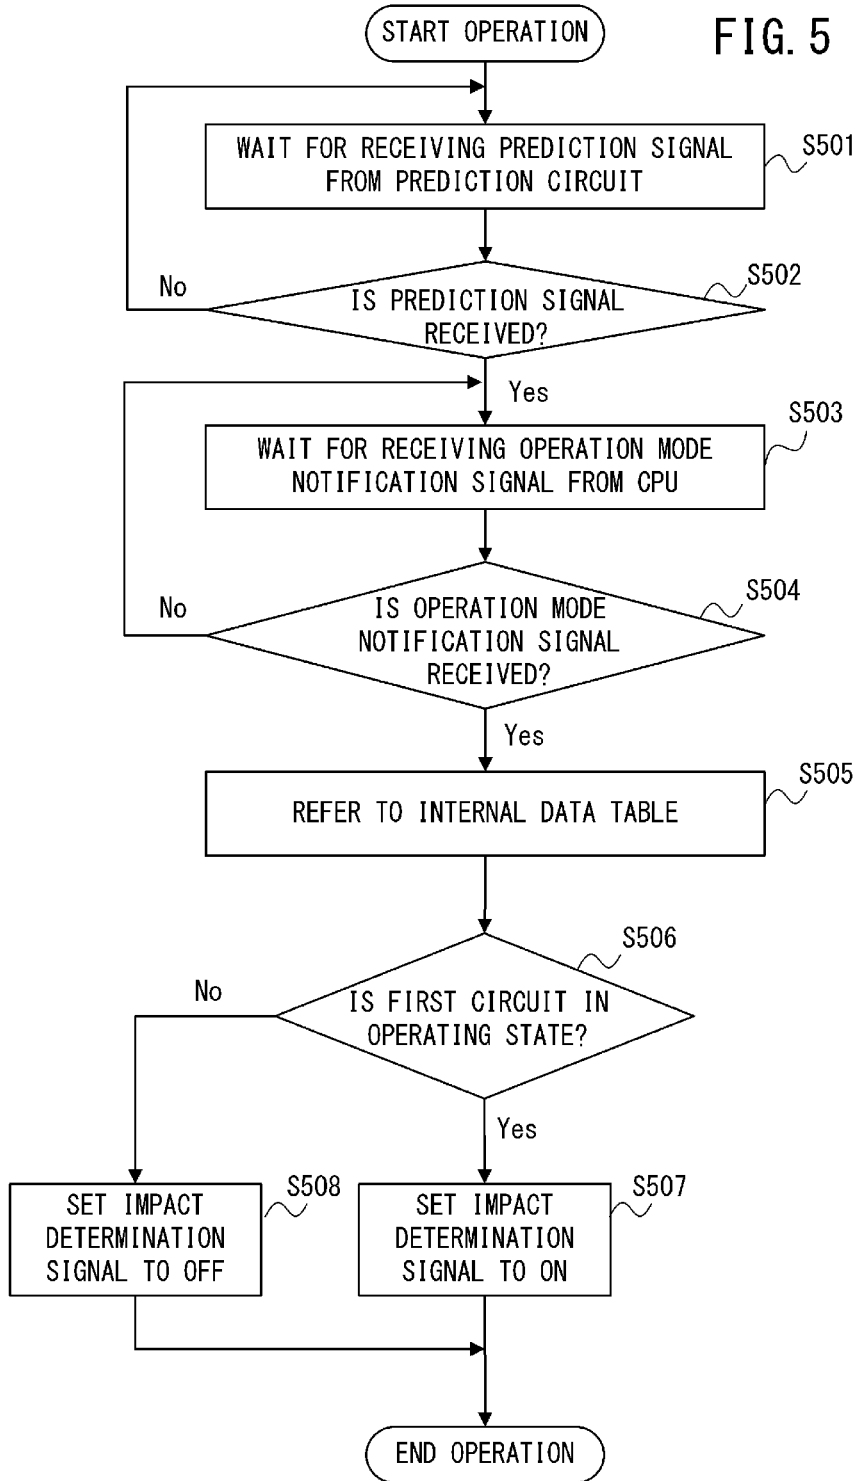 START OPERATION
FIG. 5
WAIT FOR RECEIVING PREDICTION SIGNAL
FROM PREDICTION CIRCUIT
S501
No
S502
IS PREDICTION SIGNAL
RECEIVED?
Yes
S503
WAIT FOR RECEIVING OPERATION MODE
NOTIFICATION SIGNAL FROM CPU
No
S504
IS OPERATION MODE
NOTIFICATION SIGNAL
RECEIVED?
Yes
S505
REFER TO INTERNAL DATA TABLE
S506
No
IS FIRST CIRCUIT IN
OPERATING STATE?
Yes
S508
SET IMPACT
DETERMINATION
SIGNAL TO OFF
S507
SET IMPACT
DETERMINATION
SIGNAL TO ON
END OPERATION